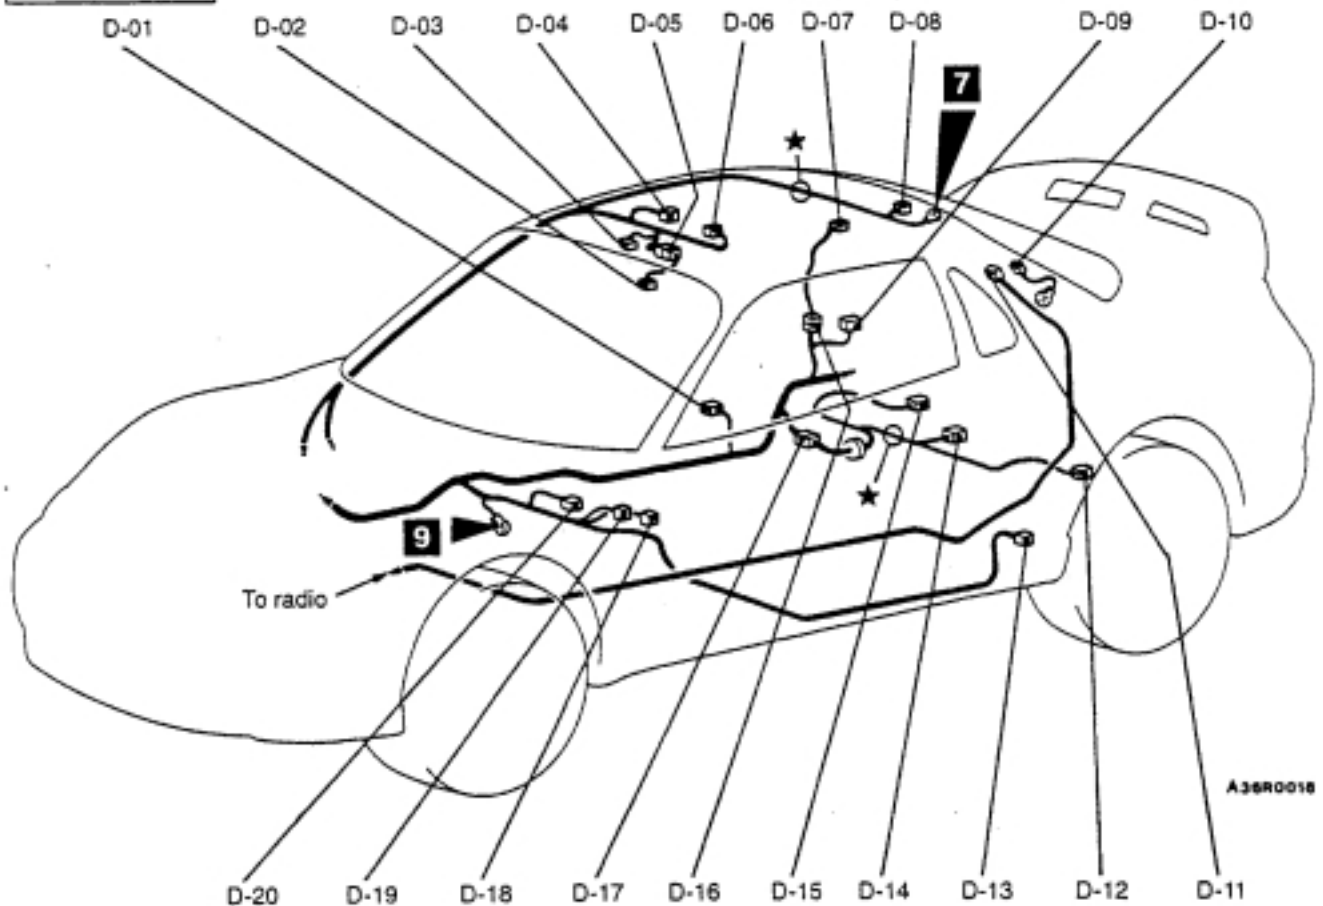 D-01 D-02 D-03 D-04 D-05 D-06 D-07 D-08 D-09 D-10
7
★
★
9
To radio
A36R0018
D-20 D-19 D-18 D-17 D-16 D-15 D-14 D-13 D-12 D-11